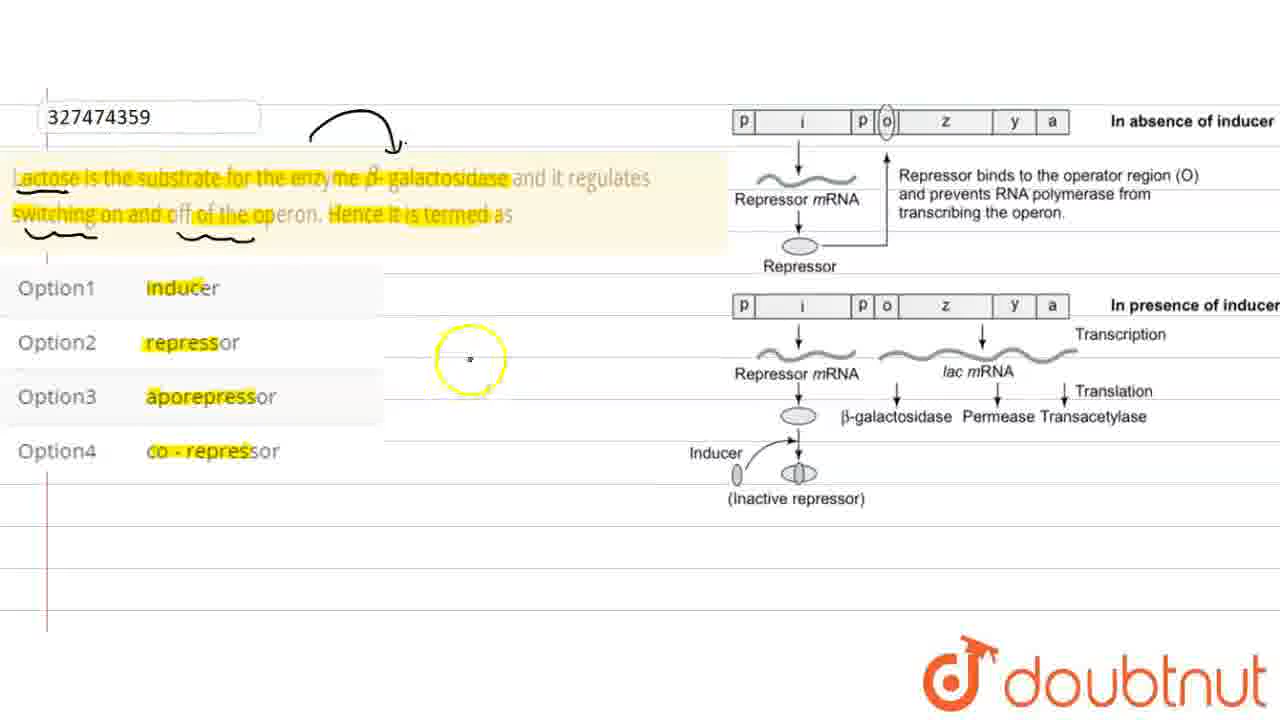 327474359
Lactose is the substrate for the enzyme β- galactosidase and it regulates
switching on and off of the operon. Hence it is termed as
Option1 inducer
Option2 repressor
Option3 aporepressor
Option4 co - repressor
p i p o z y a In absence of inducer
Repressor mRNA
Repressor binds to the operator region (O)
and prevents RNA polymerase from
transcribing the operon.
Repressor
p i p o z y a In presence of inducer
Transcription
Repressor mRNA lac mRNA
Translation
β-galactosidase Permease Transacetylase
Inducer
(Inactive repressor)
doubtnut